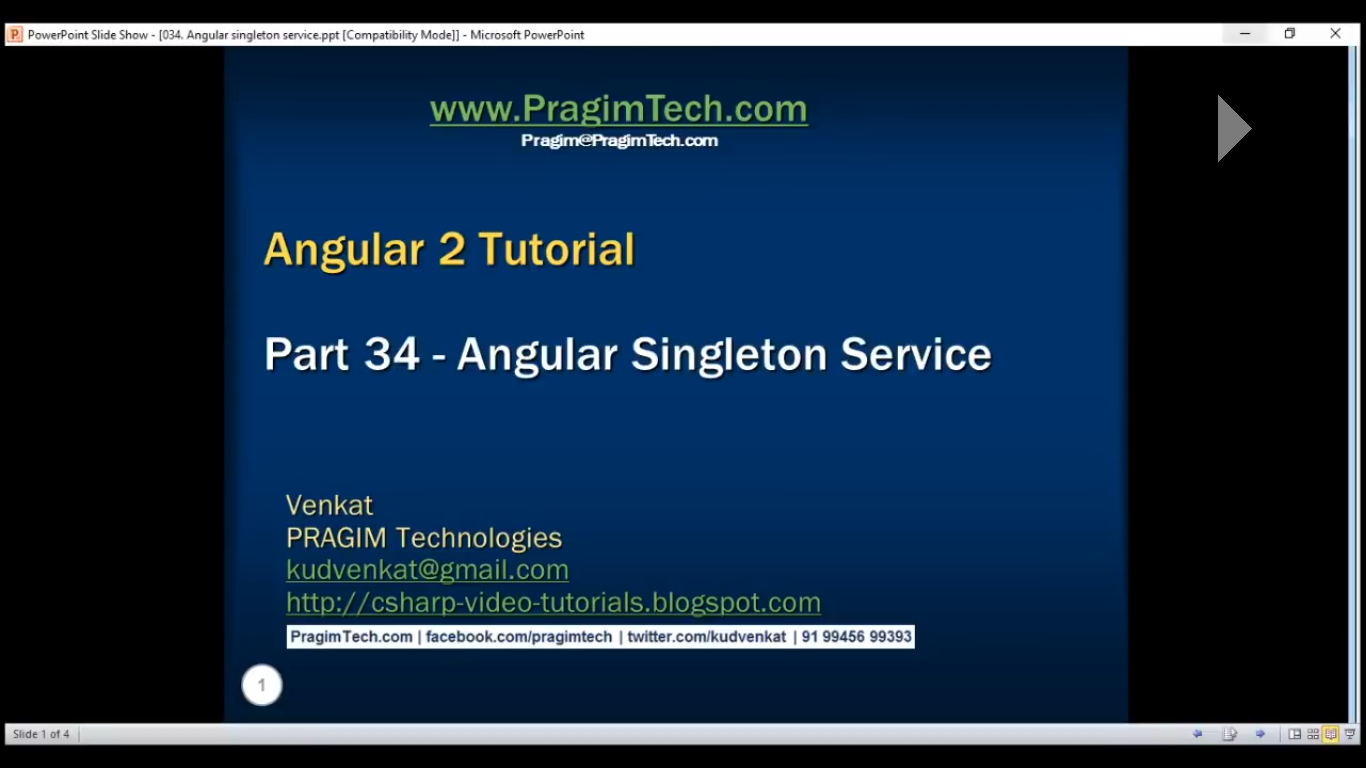 PowerPoint Slide Show - [034. Angular singleton service.ppt [Compatibility Mode]] - Microsoft PowerPoint
www.PragimTech.com
Pragim@PragimTech.com
Angular 2 Tutorial
Part 34 - Angular Singleton Service
Venkat
PRAGIM Technologies
kudvenkat@gmail.com
http://csharp-video-tutorials.blogspot.com
PragimTech.com | facebook.com/pragimtech | twitter.com/kudvenkat | 91 99456 99393
1
Slide 1 of 4